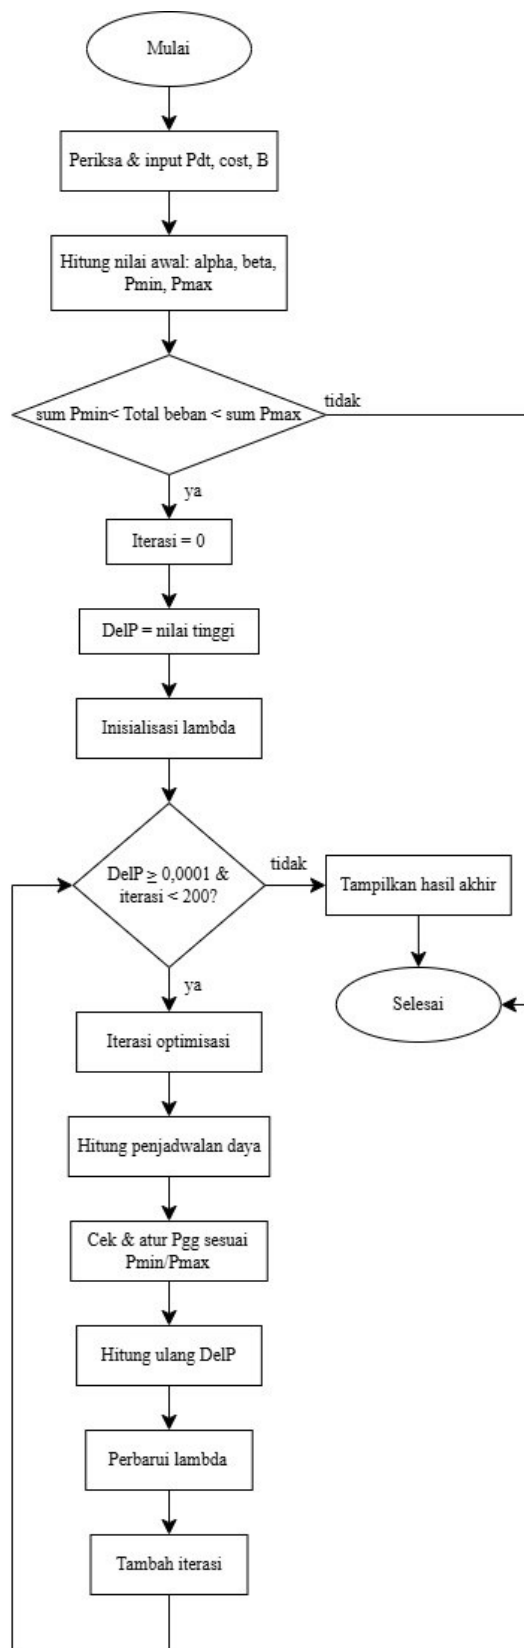 Mulai
Periksa & input Pdt, cost, B
Hitung nilai awal: alpha, beta,
Pmin, Pmax
sum Pmin< Total beban < sum Pmax
tidak
ya
Iterasi = 0
DelP = nilai tinggi
Inisialisasi lambda
DelP ≥ 0,0001 &
iterasi < 200?
tidak
Tampilkan hasil akhir
ya
Selesai
Iterasi optimisasi
Hitung penjadwalan daya
Cek & atur Pgg sesuai
Pmin/Pmax
Hitung ulang DelP
Perbarui lambda
Tambah iterasi